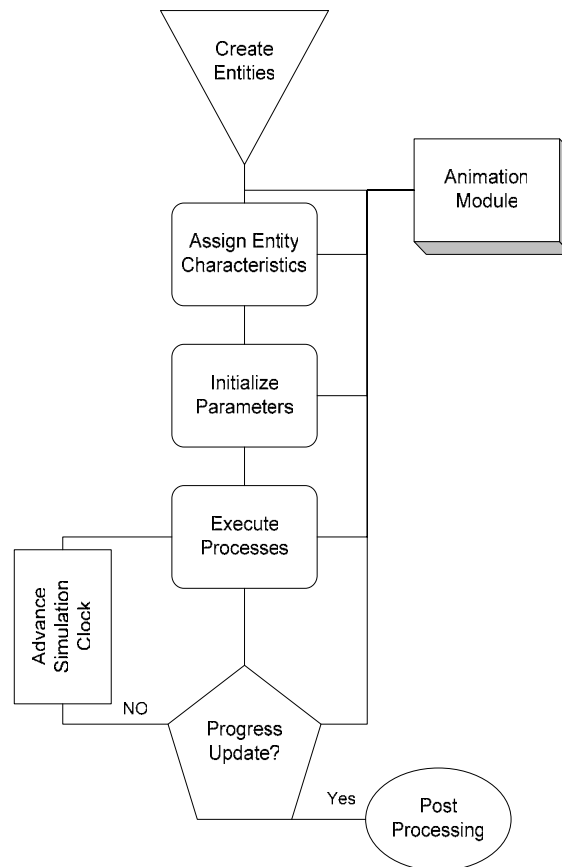 Create
Entities
Animation
Module
Assign Entity
Characteristics
Initialize
Parameters
Execute
Processes
Advance
Simulation
Clock
NO
Progress
Update?
Yes
Post
Processing